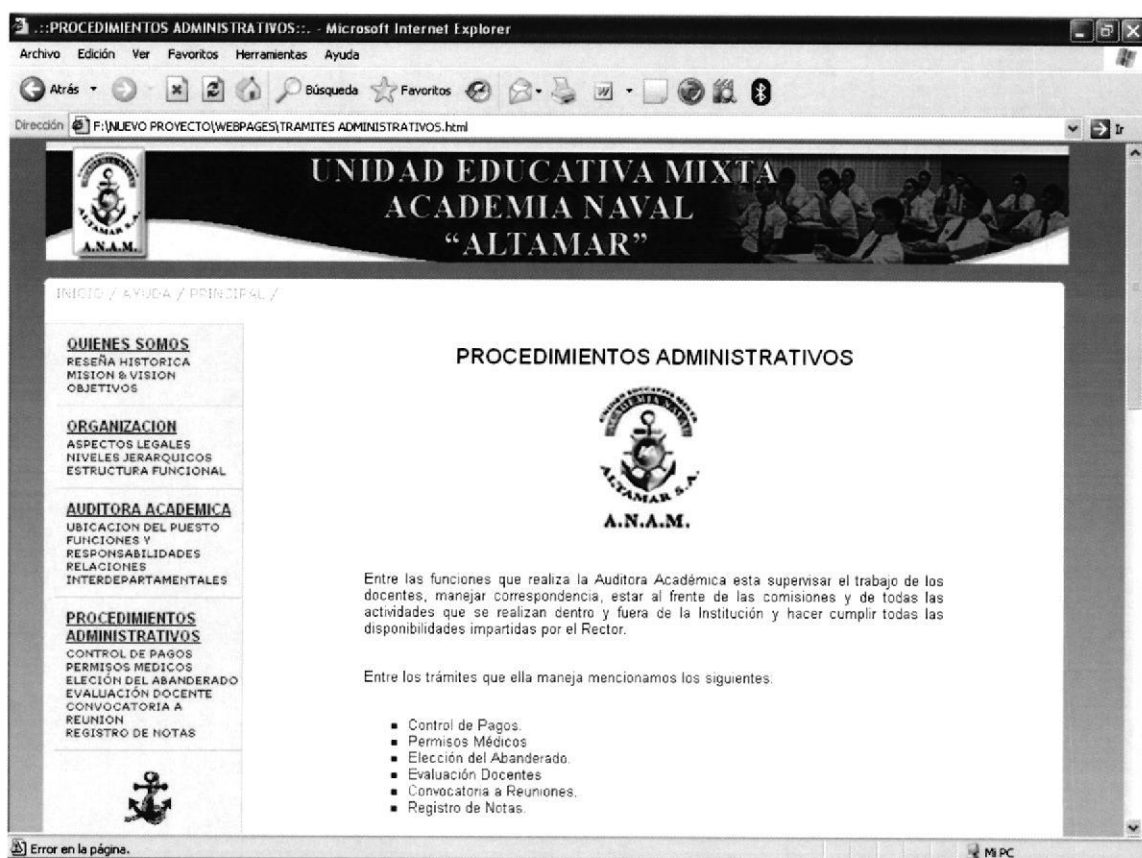 .::PROCEDIMIENTOS ADMINISTRATIVOS::. - Microsoft Internet Explorer
Archivo Edición Ver Favoritos Herramientas Ayuda
Atrás Búsqueda Favoritos
Dirección F:\NUEVO PROYECTO\WEBPAGES\TRAMITES ADMINISTRATIVOS.html Ir
ALTAMAR S.A.
A.N.A.M.
UNIDAD EDUCATIVA MIXTA
ACADEMIA NAVAL
“ALTAMAR”
INICIO / AYUDA / PRINCIPAL /
QUIENES SOMOS
RESEÑA HISTORICA
MISION & VISION
OBJETIVOS
ORGANIZACION
ASPECTOS LEGALES
NIVELES JERARQUICOS
ESTRUCTURA FUNCIONAL
AUDITORA ACADEMICA
UBICACION DEL PUESTO
FUNCIONES Y
RESPONSABILIDADES
RELACIONES
INTERDEPARTAMENTALES
PROCEDIMIENTOS
ADMINISTRATIVOS
CONTROL DE PAGOS
PERMISOS MEDICOS
ELECIÓN DEL ABANDERADO
EVALUACIÓN DOCENTE
CONVOCATORIA A
REUNION
REGISTRO DE NOTAS
PROCEDIMIENTOS ADMINISTRATIVOS
UNIDAD EDUCATIVA MIXTA
ACADEMIA NAVAL
ALTAMAR S.A.
A.N.A.M.
Entre las funciones que realiza la Auditora Académica esta supervisar el trabajo de los
docentes, manejar correspondencia, estar al frente de las comisiones y de todas las
actividades que se realizan dentro y fuera de la Institución y hacer cumplir todas las
disponibilidades impartidas por el Rector.
Entre los trámites que ella maneja mencionamos los siguientes:
Control de Pagos.
Permisos Médicos
Elección del Abanderado.
Evaluación Docentes
Convocatoria a Reuniones.
Registro de Notas.
Error en la página. Mi PC